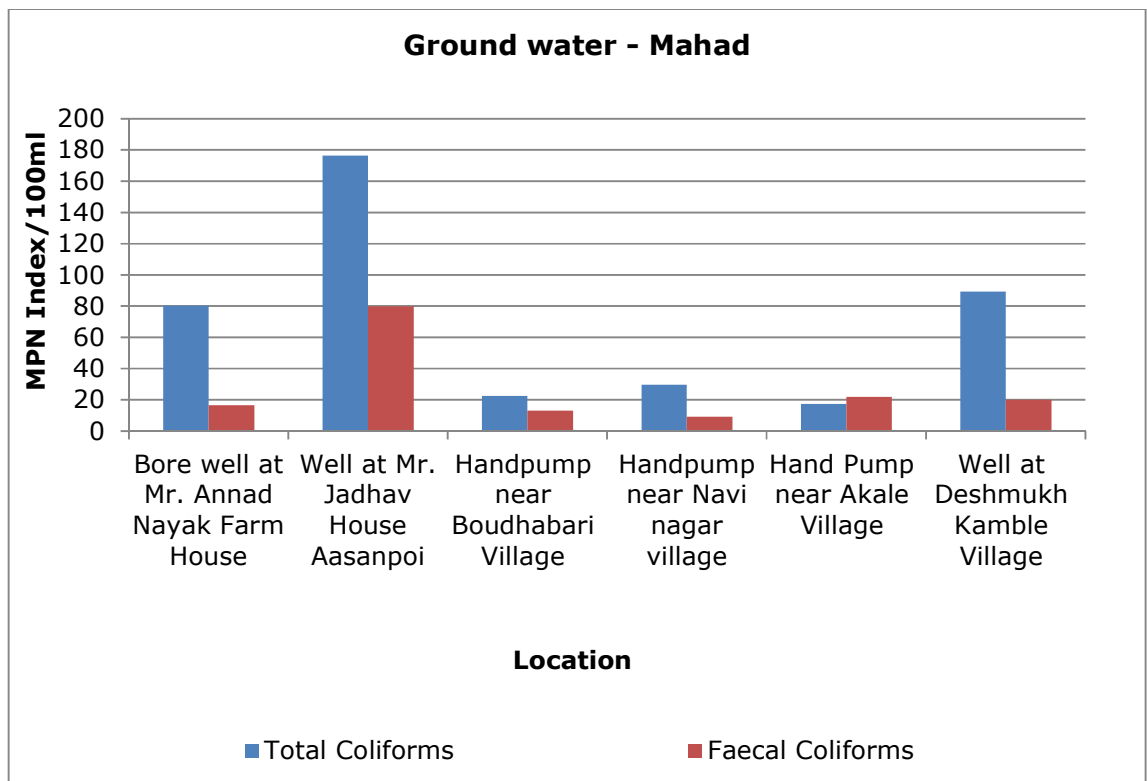 Ground water - Mahad
MPN Index/100ml
200
180
160
140
120
100
80
60
40
20
0
Bore well at
Mr. Annad
Nayak Farm
House
Well at Mr.
Jadhav
House
Aasanpoi
Handpump
near
Boudhabari
Village
Handpump
near Navi
nagar
village
Hand Pump
near Akale
Village
Well at
Deshmukh
Kamble
Village
Location
Total Coliforms
Faecal Coliforms